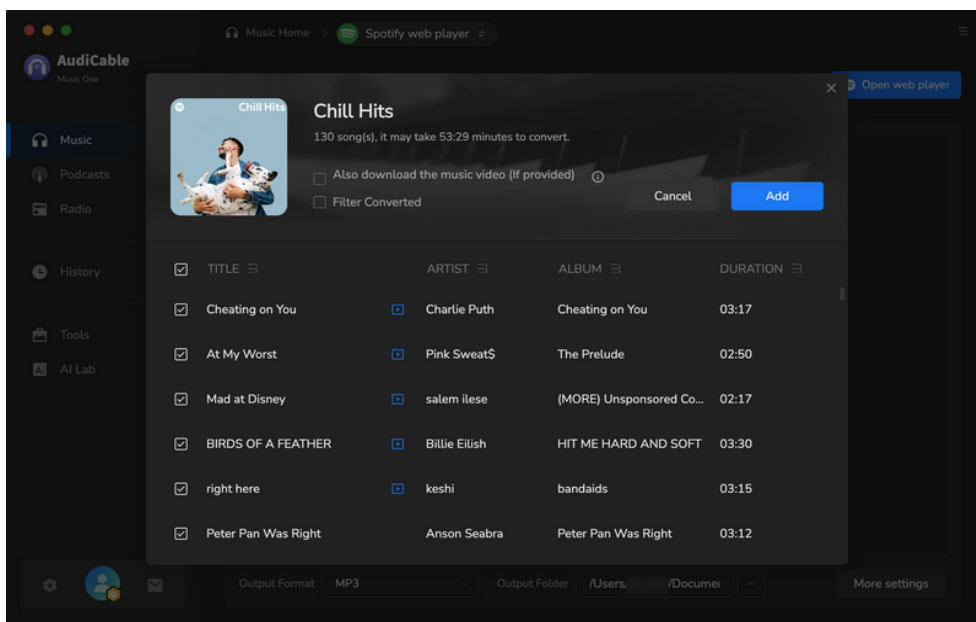 Music Home > Spotify web player
AudiCable
Music One
Open web player
Chill Hits
Chill Hits
130 song(s), it may take 53:29 minutes to convert.
Also download the music video (If provided)
Filter Converted
Cancel
Add
Music
Podcasts
Radio
History
Tools
AI Lab
TITLE ARTIST ALBUM DURATION
Cheating on You Charlie Puth Cheating on You 03:17
At My Worst Pink Sweat$ The Prelude 02:50
Mad at Disney salem ilese (MORE) Unsponsored Co... 02:17
BIRDS OF A FEATHER Billie Eilish HIT ME HARD AND SOFT 03:30
right here keshi bandaids 03:15
Peter Pan Was Right Anson Seabra Peter Pan Was Right 03:12
Output Format MP3 Output Folder /Users/ /Documei ... More settings